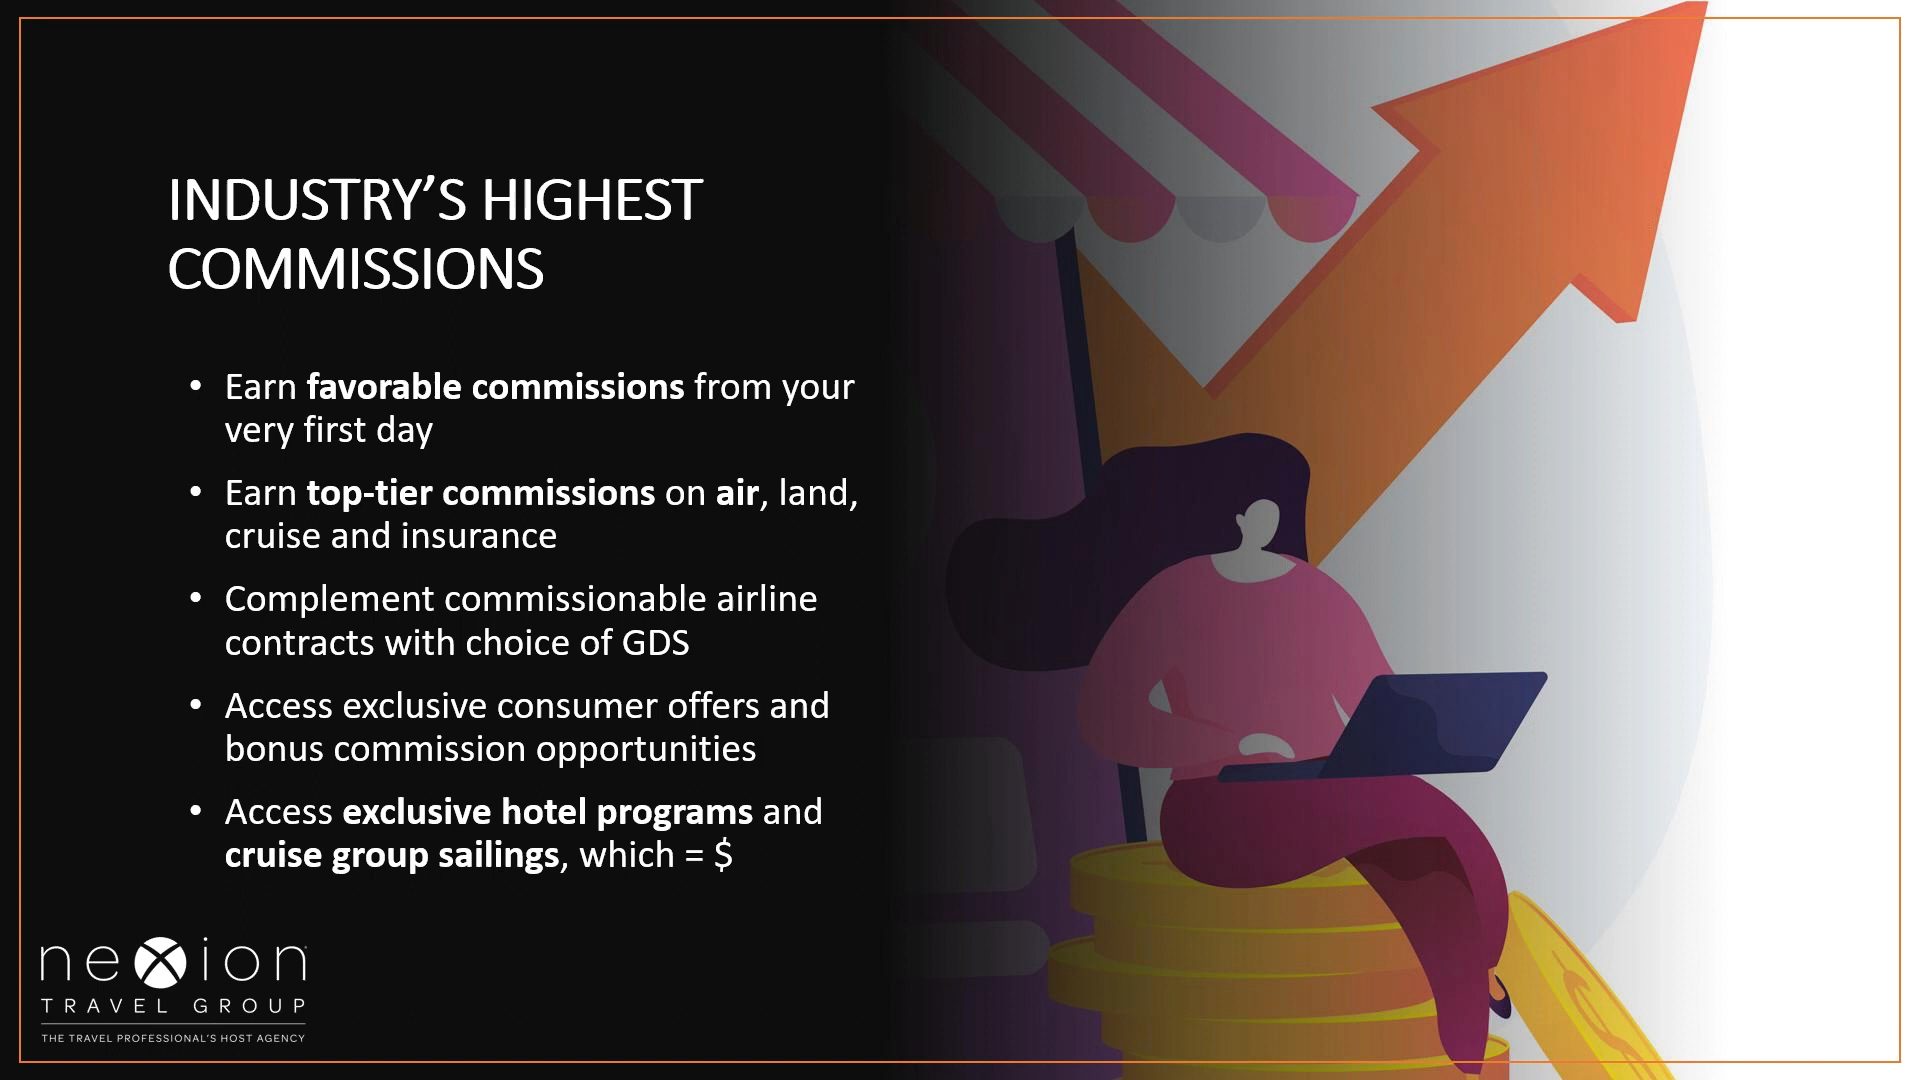 INDUSTRY’S HIGHEST
COMMISSIONS
• Earn favorable commissions from your
very first day
• Earn top-tier commissions on air, land,
cruise and insurance
• Complement commissionable airline
contracts with choice of GDS
• Access exclusive consumer offers and
bonus commission opportunities
• Access exclusive hotel programs and
cruise group sailings, which = $
nexion
TRAVEL GROUP
THE TRAVEL PROFESSIONAL’S HOST AGENCY